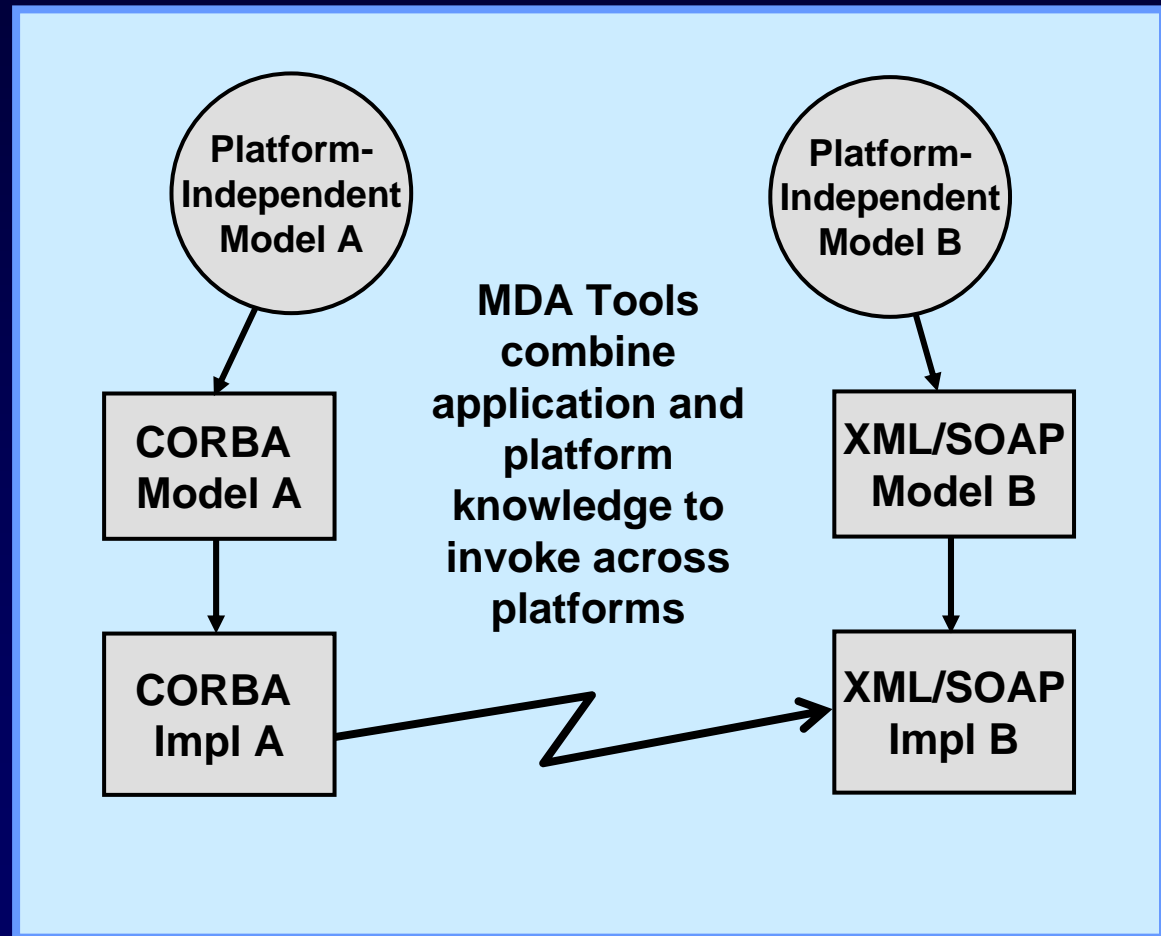 Platform-
Independent
Model A
Platform-
Independent
Model B
MDA Tools
combine
application and
platform
knowledge to
invoke across
platforms
CORBA
Model A
XML/SOAP
Model B
CORBA
Impl A
XML/SOAP
Impl B